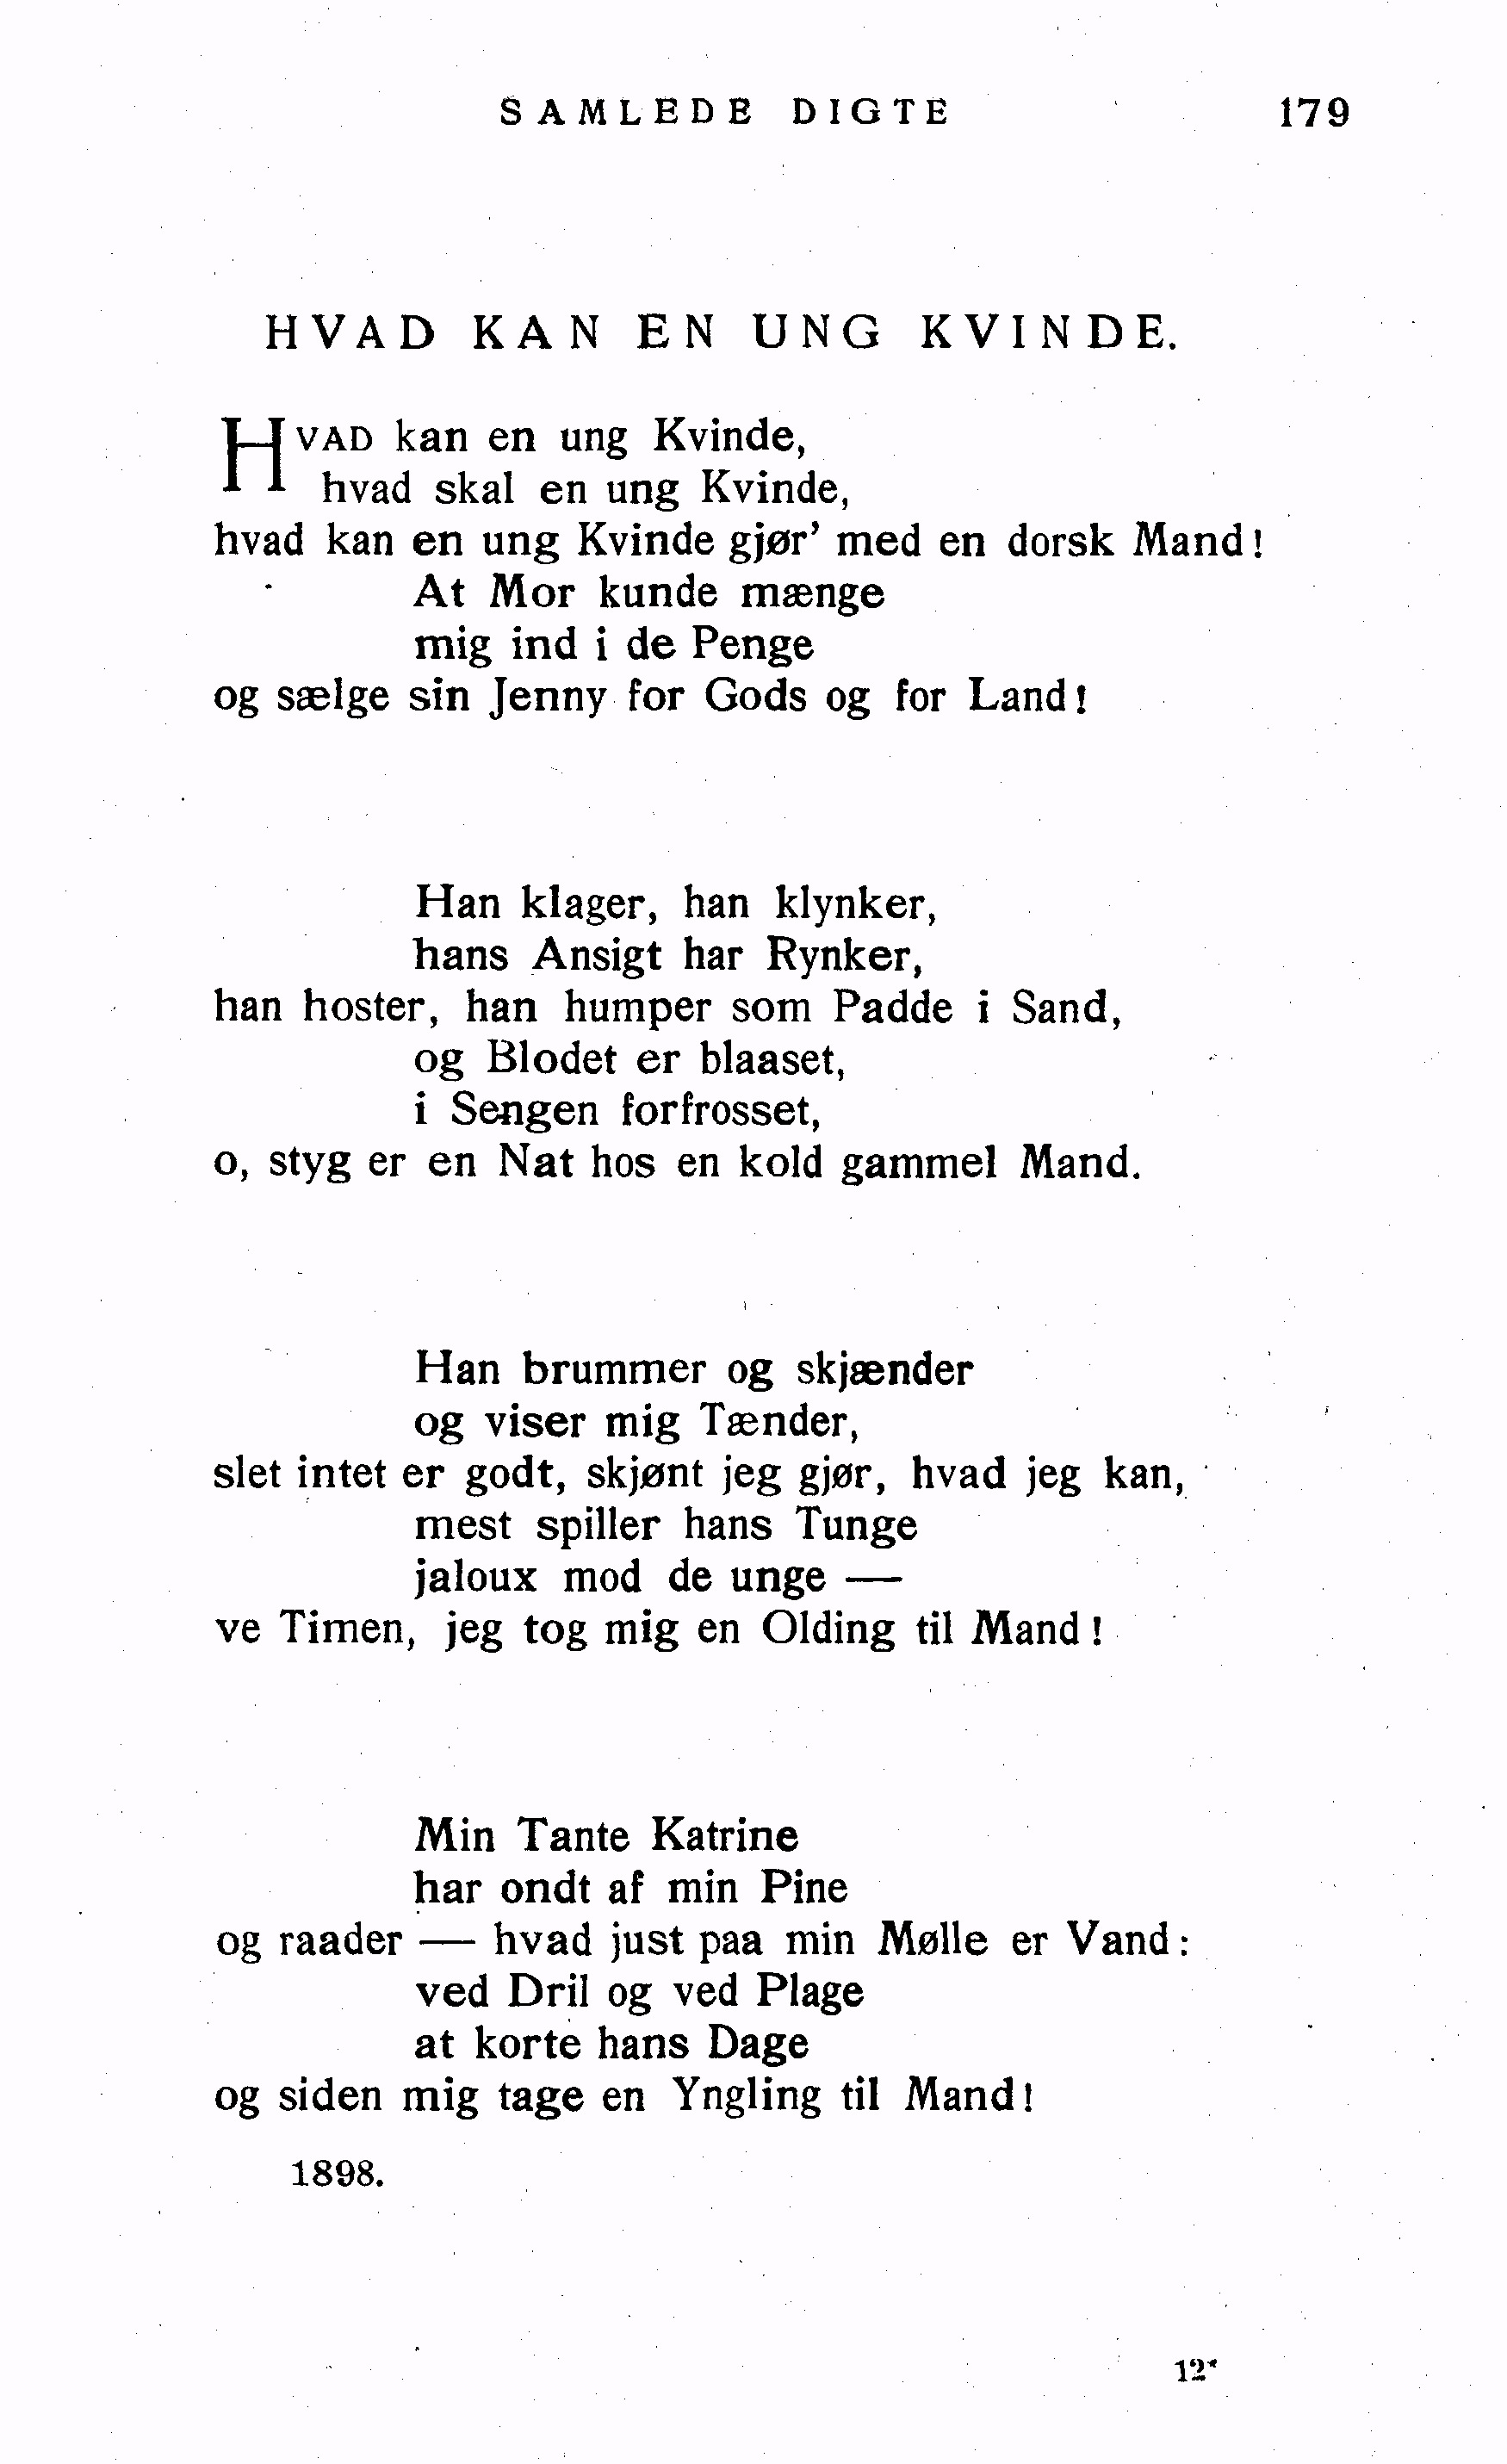 SAMLEDE DIGTE 179
HVAD KAN EN UNG KVINDE.
HVAD kan en ung Kvinde,
hvad skal en ung Kvinde,
hvad kan en ung Kvinde gjør' med en dorsk Mand!
At Mor kunde mænge
mig ind i de Penge
og sælge sin Jenny for Gods og for Land!
Han klager, han klynker,
hans Ansigt har Rynker,
han hoster, han humper som Padde i Sand,
og Blodet er blaaset,
i Sengen forfrosset,
o, styg er en Nat hos en kold gammel Mand.
Han brummer og skjænder
og viser mig Tænder,
slet intet er godt, skjønt jeg gjør, hvad jeg kan,
mest spiller hans Tunge
jaloux mod de unge —
ve Timen, jeg tog mig en Olding til Mand!
Min Tante Katrine
har ondt af min Pine
og raader — hvad just paa min Mølle er Vand:
ved Dril og ved Plage
at korte hans Dage
og siden mig tage en Yngling til Mand!
1898.
12*